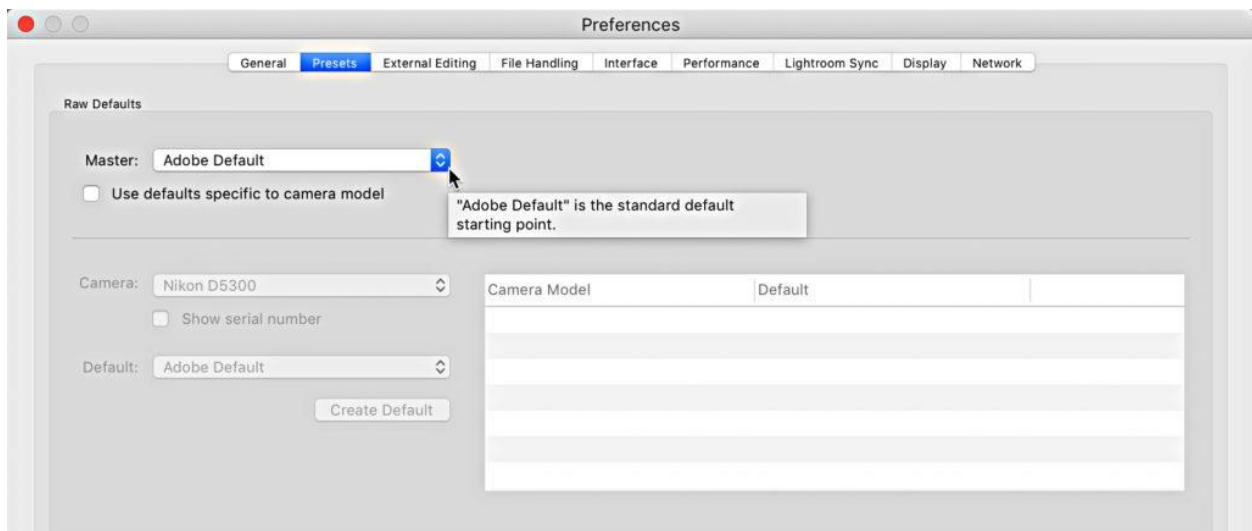 Preferences
General Presets External Editing File Handling Interface Performance Lightroom Sync Display Network
Raw Defaults
Master: Adobe Default
Use defaults specific to camera model
"Adobe Default" is the standard default
starting point.
Camera: Nikon D5300
Show serial number
Default: Adobe Default
Create Default
Camera Model Default